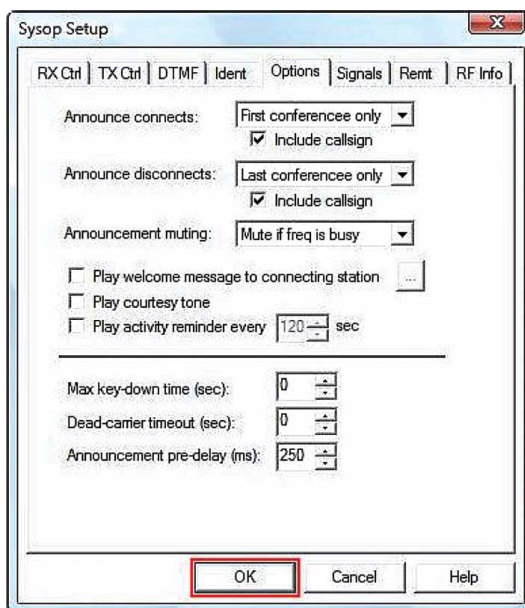 Sysop Setup
RX Ctrl TX Ctrl DTMF Ident Options Signals Remt RF Info
Announce connects: First conferencee only
Include callsign
Announce disconnects: Last conferencee only
Include callsign
Announcement muting: Mute if freq is busy
Play welcome message to connecting station ...
Play courtesy tone
Play activity reminder every 120 sec
Max key-down time (sec): 0
Dead-carrier timeout (sec): 0
Announcement pre-delay (ms): 250
OK Cancel Help